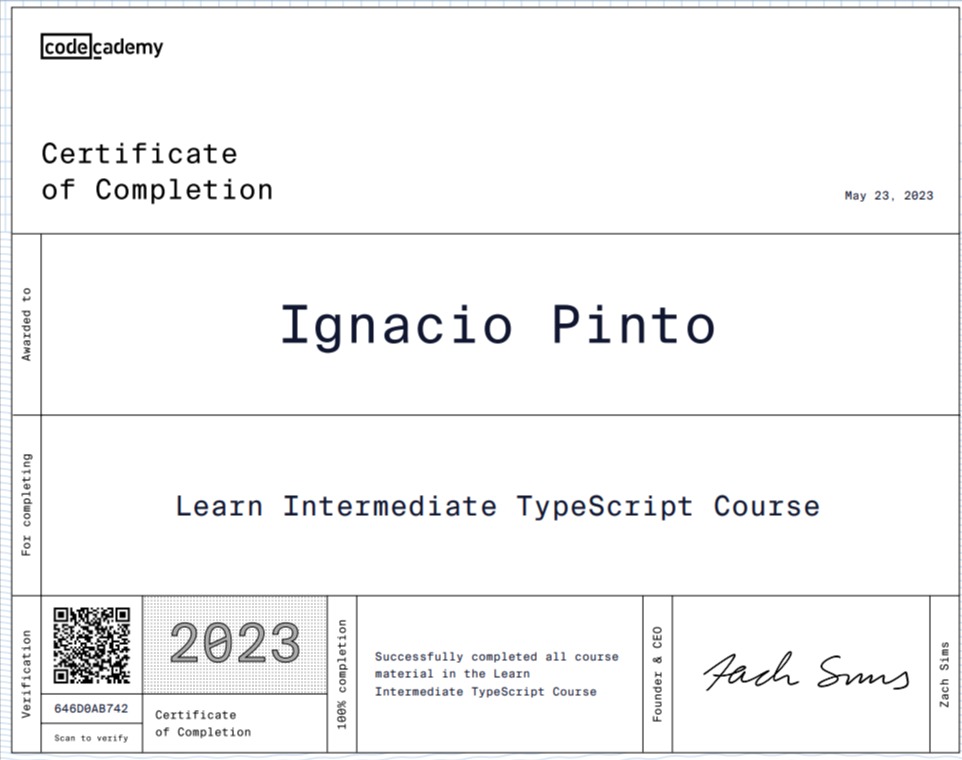 codecademy
Certificate
of Completion
May 23, 2023
Awarded to
Ignacio Pinto
For completing
Learn Intermediate TypeScript Course
Verification
646D0AB742
Scan to verify
2023
Certificate
of Completion
100% completion
Successfully completed all course
material in the Learn
Intermediate TypeScript Course
Founder & CEO
Zach Sims
Zach Sims